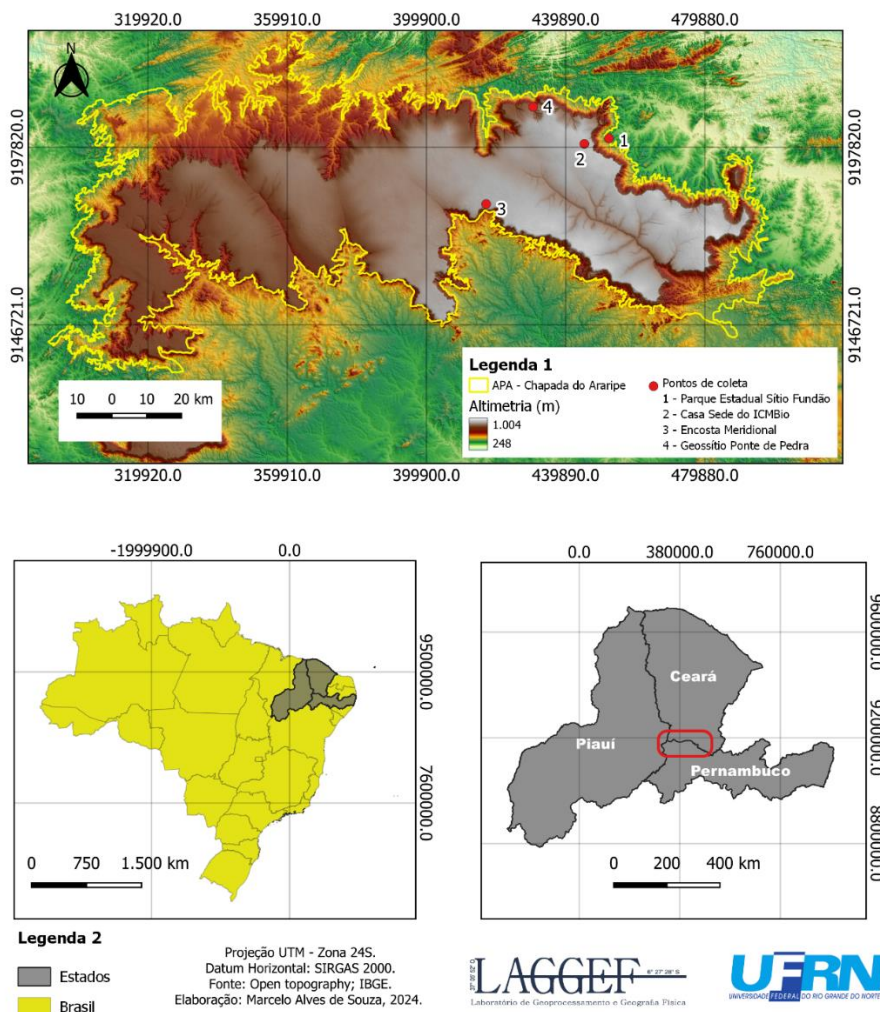 319920.0 359910.0 399900.0 439890.0 479880.0
N
4
1
2
3
9197820.0
9197820.0
9146721.0
9146721.0
Legenda 1
APA - Chapada do Araripe
Altimetria (m)
1.004
248
Pontos de coleta
1 - Parque Estadual Sítio Fundão
2 - Casa Sede do ICMBio
3 - Encosta Meridional
4 - Geossítio Ponte de Pedra
10 0 10 20 km
319920.0 359910.0 399900.0 439890.0 479880.0
-1999900.0 0.0
9500000.0
7600000.0
0 750 1.500 km
0.0 380000.0 760000.0
Ceará
Piauí
Pernambuco
9600000.0
9200000.0
8800000.0
0 200 400 km
Legenda 2
Estados
Brasil
Projeção UTM - Zona 24S.
Datum Horizontal: SIRGAS 2000.
Fonte: Open topography; IBGE.
Elaboração: Marcelo Alves de Souza, 2024.
LAGGEF
Laboratório de Geoprocessamento e Geografia Física
UFRN
UNIVERSIDADE FEDERAL DO RIO GRANDE DO NORTE